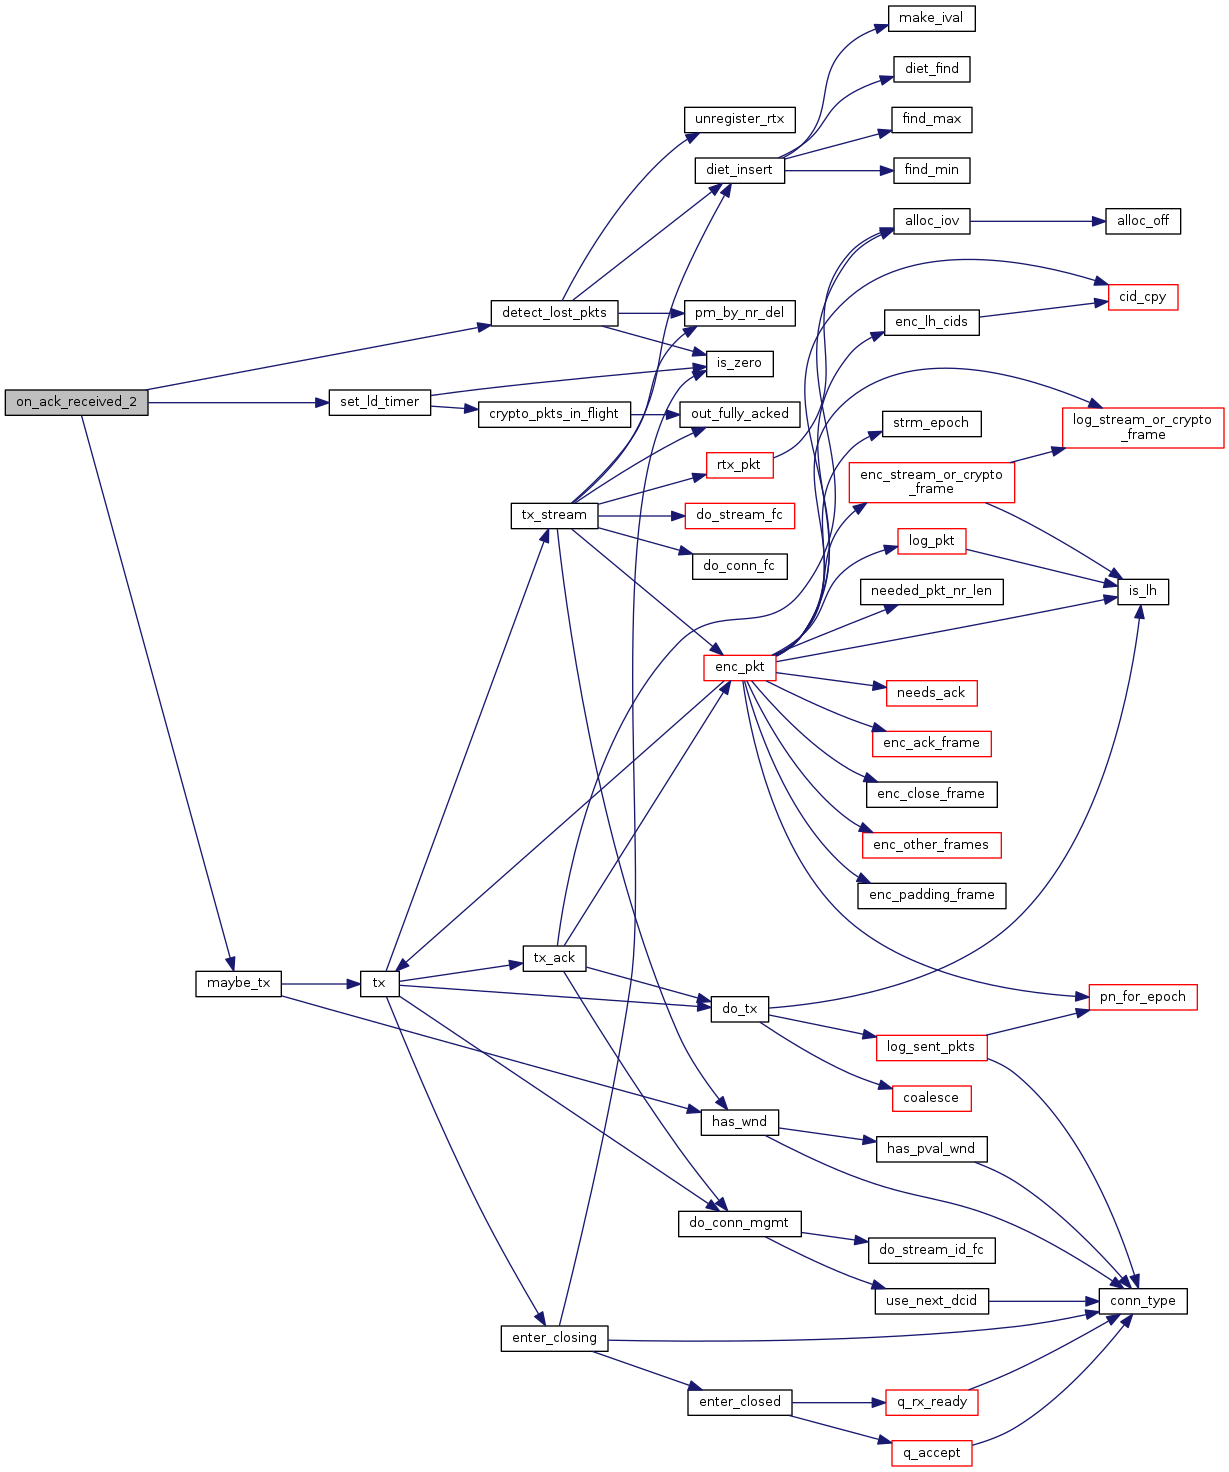 make_ival
diet_find
unregister_rtx
find_max
diet_insert
find_min
alloc_iov
alloc_off
cid_cpy
detect_lost_pkts
pm_by_nr_del
enc_lh_cids
is_zero
on_ack_received_2
set_ld_timer
crypto_pkts_in_flight
out_fully_acked
strm_epoch
log_stream_or_crypto
_frame
rtx_pkt
enc_stream_or_crypto
_frame
tx_stream
do_stream_fc
log_pkt
do_conn_fc
needed_pkt_nr_len
is_lh
enc_pkt
needs_ack
enc_ack_frame
enc_close_frame
enc_other_frames
enc_padding_frame
tx_ack
maybe_tx
tx
do_tx
pn_for_epoch
log_sent_pkts
coalesce
has_wnd
has_pval_wnd
do_conn_mgmt
do_stream_id_fc
use_next_dcid
conn_type
enter_closing
enter_closed
q_rx_ready
q_accept